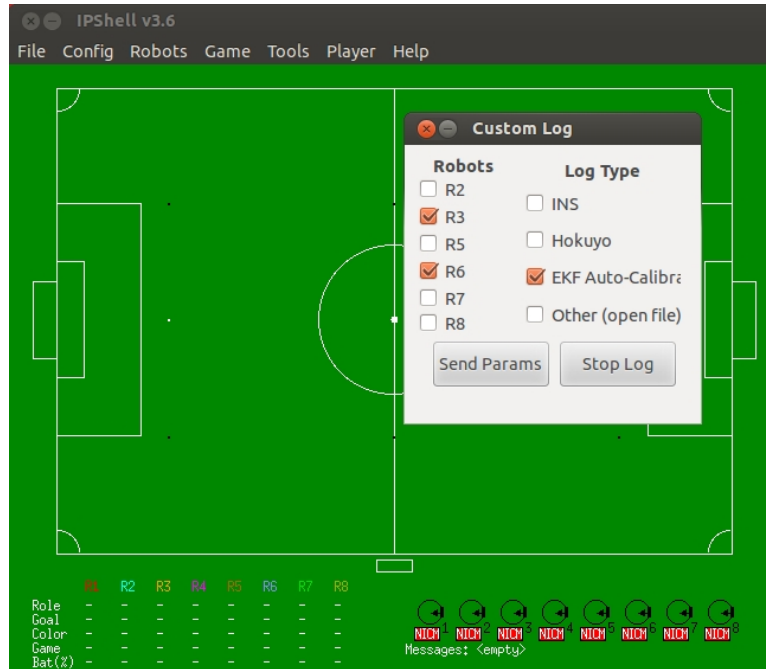 IPShell v3.6
File Config Robots Game Tools Player Help
Custom Log
Robots
R2
R3
R5
R6
R7
R8
Log Type
INS
Hokuyo
EKF Auto-Calibra
Other (open file)
Send Params Stop Log
R1 R2 R3 R4 R5 R6 R7 R8
Role - - - - - - - -
Goal - - - - - - - -
Color - - - - - - - -
Game - - - - - - - -
Bat(%) - - - - - - - -
NICM 1 NICM 2 NICM 3 NICM 4 NICM 5 NICM 6 NICM 7 NICM 8
Messages: <empty>